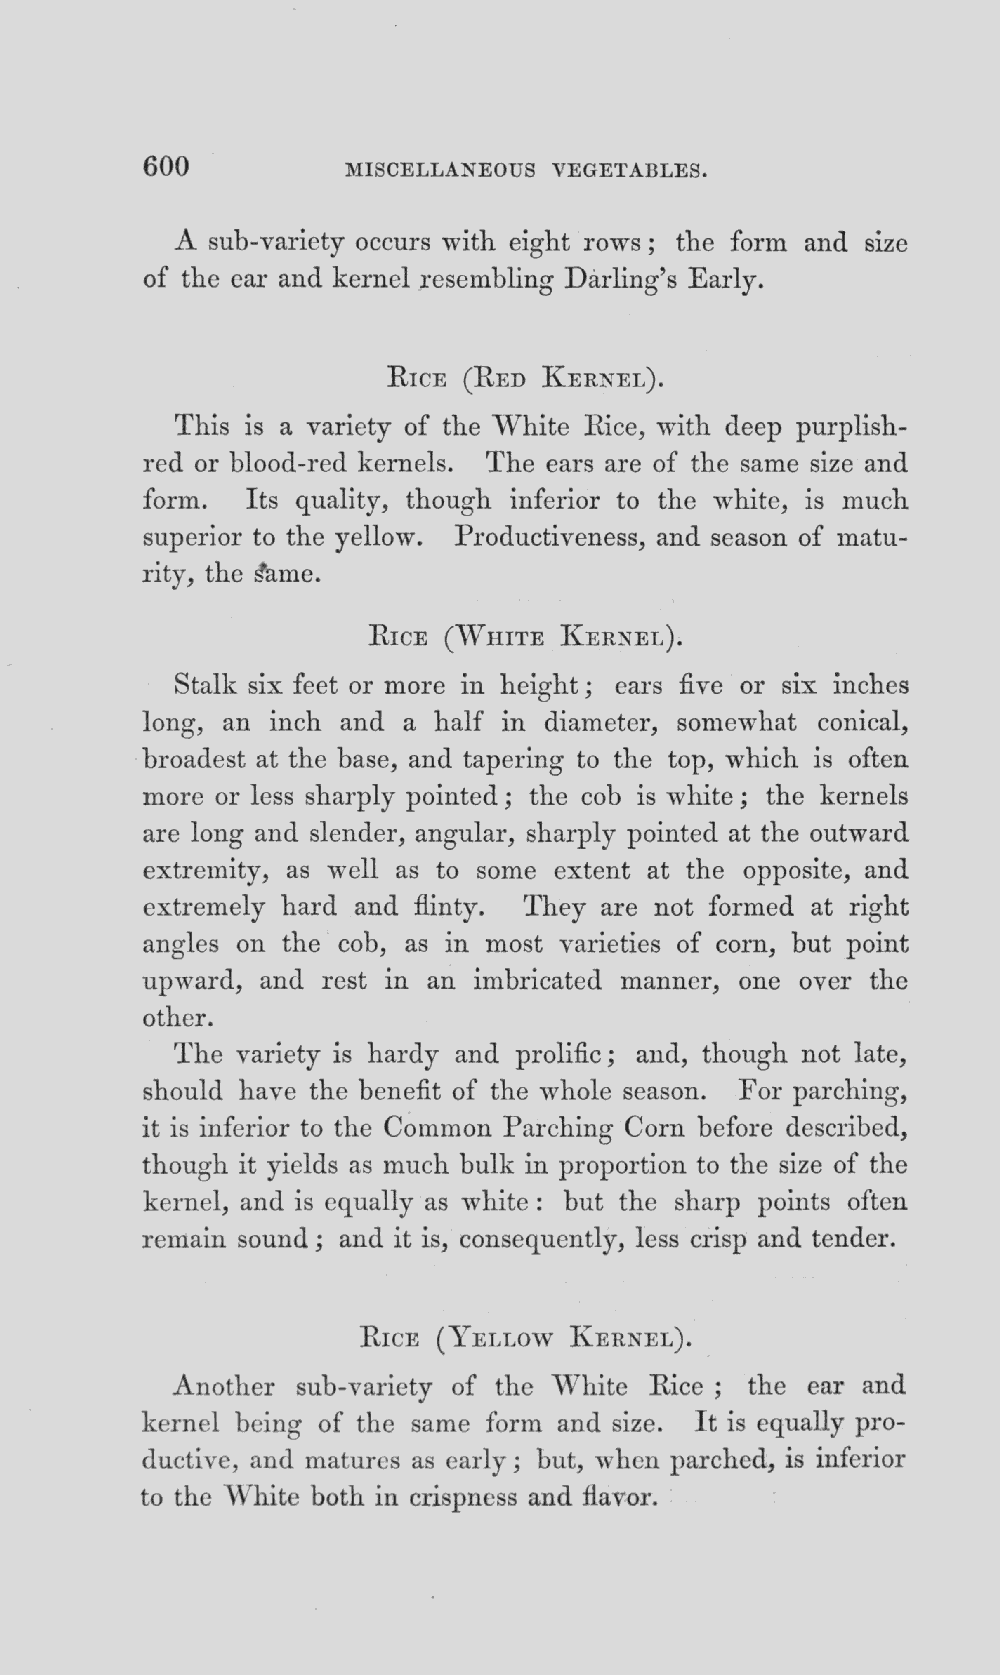 600 MISCELLANEOUS VEGETABLES.
A sub-variety occurs with eight rows; the form and size
of the ear and kernel resembling Darling's Early.
RICE (RED KERNEL).
This is a variety of the White Rice, with deep purplish-
red or blood-red kernels. The ears are of the same size and
form. Its quality, though inferior to the white, is much
superior to the yellow. Productiveness, and season of matu-
rity, the same.
RICE (WHITE KERNEL).
Stalk six feet or more in height; ears five or six inches
long, an inch and a half in diameter, somewhat conical,
broadest at the base, and tapering to the top, which is often
more or less sharply pointed; the cob is white; the kernels
are long and slender, angular, sharply pointed at the outward
extremity, as well as to some extent at the opposite, and
extremely hard and flinty. They are not formed at right
angles on the cob, as in most varieties of corn, but point
upward, and rest in an imbricated manner, one over the
other.
The variety is hardy and prolific; and, though not late,
should have the benefit of the whole season. For parching,
it is inferior to the Common Parching Corn before described,
though it yields as much bulk in proportion to the size of the
kernel, and is equally as white: but the sharp points often
remain sound; and it is, consequently, less crisp and tender.
RICE (YELLOW KERNEL).
Another sub-variety of the White Rice; the ear and
kernel being of the same form and size. It is equally pro-
ductive, and matures as early; but, when parched, is inferior
to the White both in crispness and flavor.